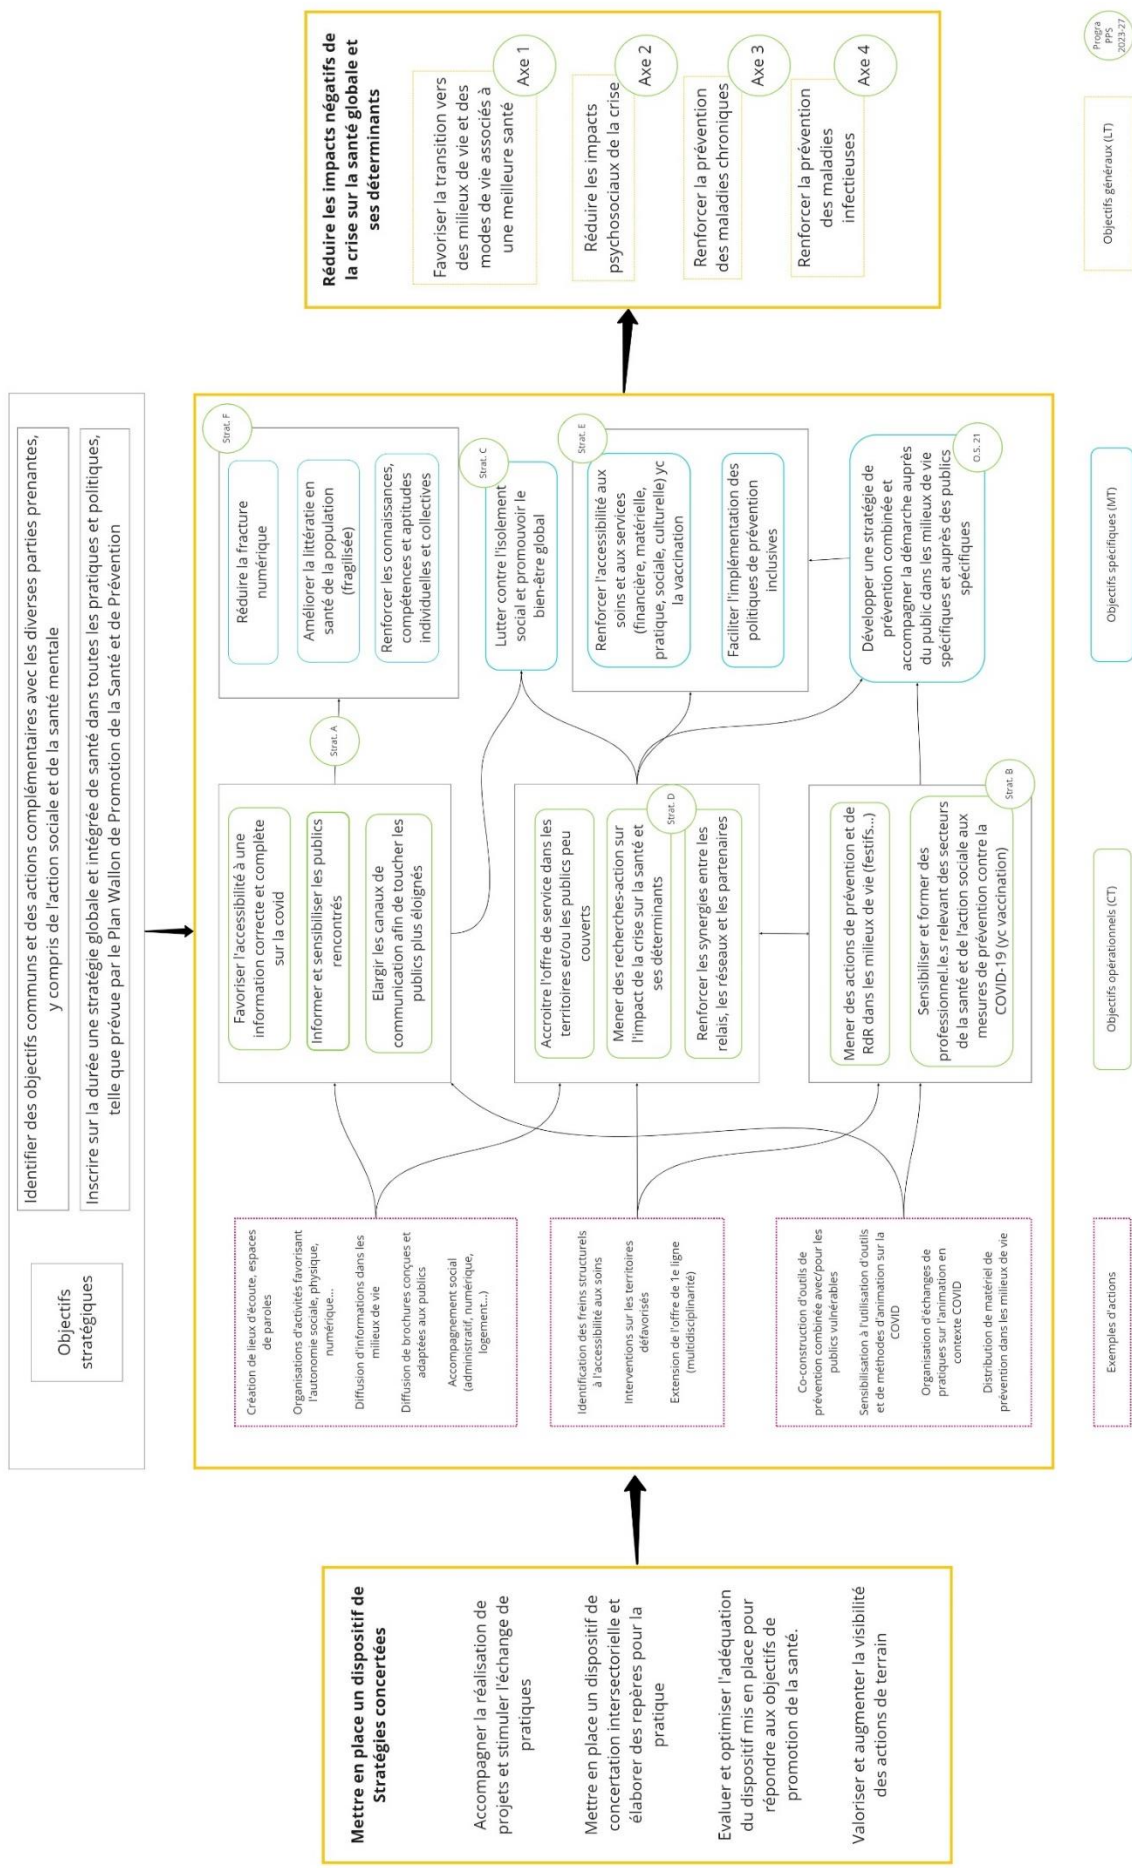 Objectifs
stratégiques
Identifier des objectifs communs et des actions complémentaires avec les diverses parties prenantes,
y compris de l'action sociale et de la santé mentale
Inscrire sur la durée une stratégie globale et intégrée de santé dans toutes les pratiques et politiques,
telle que prévue par le Plan Wallon de Promotion de la Santé et de Prévention
Mettre en place un dispositif de
Stratégies concertées
Accompagner la réalisation de
projets et stimuler l'échange de
pratiques
Mettre en place un dispositif de
concertation intersectorielle et
élaborer des repères pour la
pratique
Evaluer et optimiser l'adéquation
du dispositif mis en place pour
répondre aux objectifs de
promotion de la santé.
Valoriser et augmenter la visibilité
des actions de terrain
Création de lieux d'écoute, espaces
de paroles
Organisations d'activités favorisant
l'autonomie sociale, physique,
numérique...
Diffusion d'informations dans les
milieux de vie
Diffusion de brochures conçues et
adaptées aux publics
Accompagnement social
(administratif, numérique,
logement...)
Identification des freins structurels
à l'accessibilité aux soins
Interventions sur les territoires
défavorisés
Extension de l'offre de 1e ligne
(multidisciplinarité)
Co-construction d'outils de
prévention combinée avec/pour les
publics vulnérables
Sensibilisation à l'utilisation d'outils
et de méthodes d'animation sur la
COVID
Organisation d'échanges de
pratiques sur l'animation en
contexte COVID
Distribution de matériel de
prévention dans les milieux de vie
Favoriser l'accessibilité à une
information correcte et complète
sur la covid
Informer et sensibiliser les publics
rencontrés
Elargir les canaux de
communication afin de toucher les
publics plus éloignés
Strat. A
Accroitre l'offre de service dans les
territoires et/ou les publics peu
couverts
Mener des recherches-action sur
l'impact de la crise sur la santé et
ses déterminants
Strat. D
Renforcer les synergies entre les
relais, les réseaux et les partenaires
Mener des actions de prévention et de
RdR dans les milieux de vie (festifs...)
Sensibiliser et former des
professionnel.le.s relevant des secteurs
de la santé et de l'action sociale aux
mesures de prévention contre la
COVID-19 (yc vaccination)
Strat. B
Strat. F
Réduire la fracture
numérique
Améliorer la littératie en
santé de la population
(fragilisée)
Renforcer les connaissances,
compétences et aptitudes
individuelles et collectives
Strat. C
Lutter contre l'isolement
social et promouvoir le
bien-être global
Strat. E
Renforcer l'accessibilité aux
soins et aux services
(financière, matérielle,
pratique, sociale, culturelle) yc
la vaccination
Faciliter l'implémentation des
politiques de prévention
inclusives
Développer une stratégie de
prévention combinée et
accompagner la démarche auprès
du public dans les milieux de vie
spécifiques et auprès des publics
spécifiques
O.S. 21
Réduire les impacts négatifs de
la crise sur la santé globale et
ses déterminants
Favoriser la transition vers
des milieux de vie et des
modes de vie associés à
une meilleure santé
Axe 1
Réduire les impacts
psychosociaux de la crise
Axe 2
Renforcer la prévention
des maladies chroniques
Axe 3
Renforcer la prévention
des maladies
infectieuses
Axe 4
Exemples d'actions
Objectifs opérationnels (CT)
Objectifs spécifiques (MT)
Objectifs généraux (LT)
Progra
PPS
2023-27